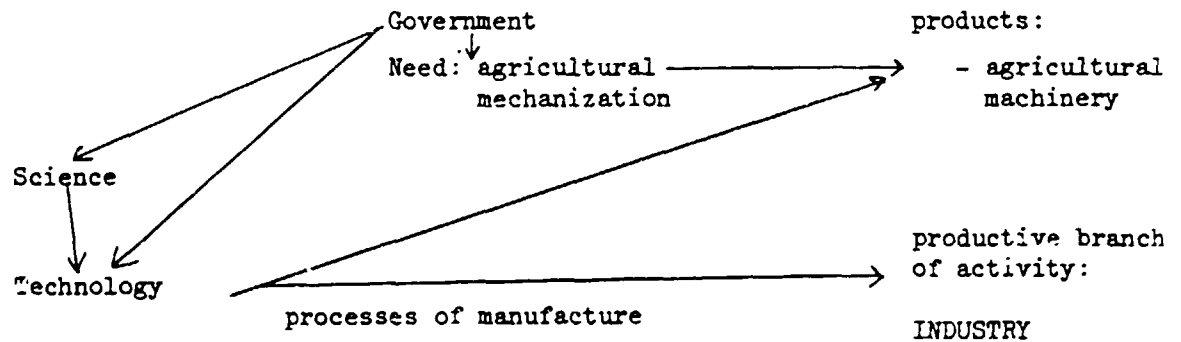 Government
Need: agricultural
mechanization
products:
- agricultural
machinery
Science
Technology
processes of manufacture
productive branch
of activity:
INDUSTRY